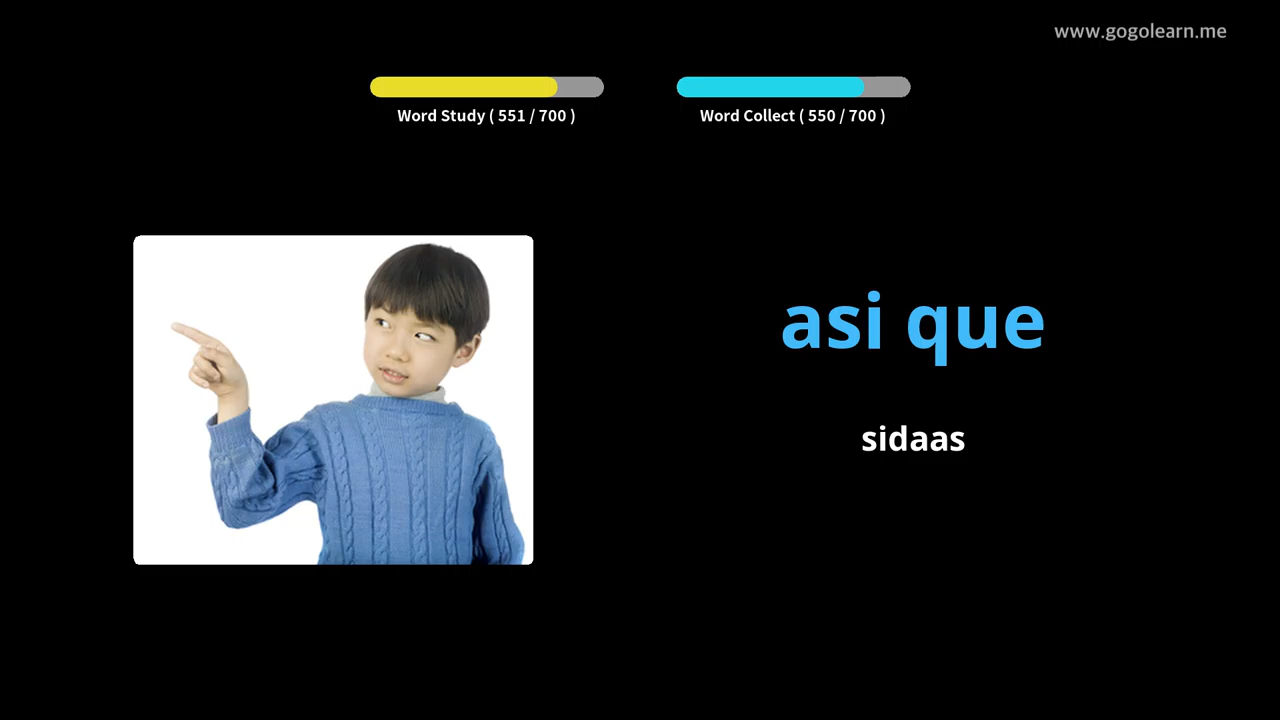 www.gogolearn.me
Word Study ( 551 / 700 )
Word Collect ( 550 / 700 )
asi que
sidaas